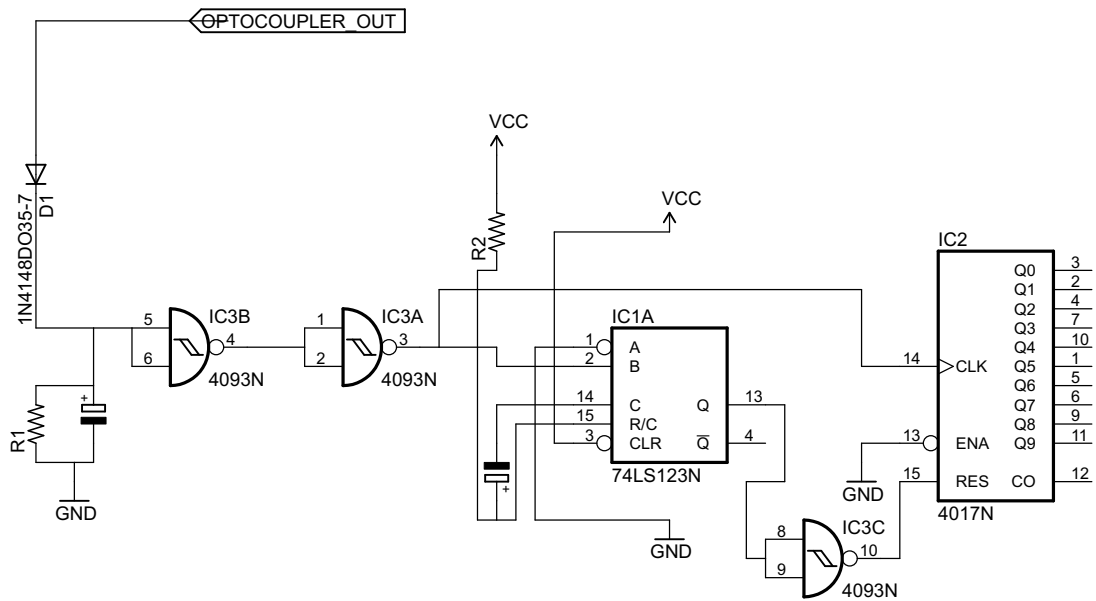 OPTOCOUPLER_OUT
VCC
VCC
1N4148DO35-7
D1
R2
IC2
Q0 3
Q1 2
Q2 4
Q3 7
Q4 10
14 CLK
Q5 1
Q6 5
Q7 6
Q8 9
13 ENA Q9 11
15 RES CO 12
4017N
GND
IC3B
5
6
4
4093N
IC3A
1
2
3
4093N
IC1A
1 A
2 B
14 C Q 13
15 R/C
3 CLR Q 4
74LS123N
R1
+
GND
+
GND
IC3C
8
9
10
4093N